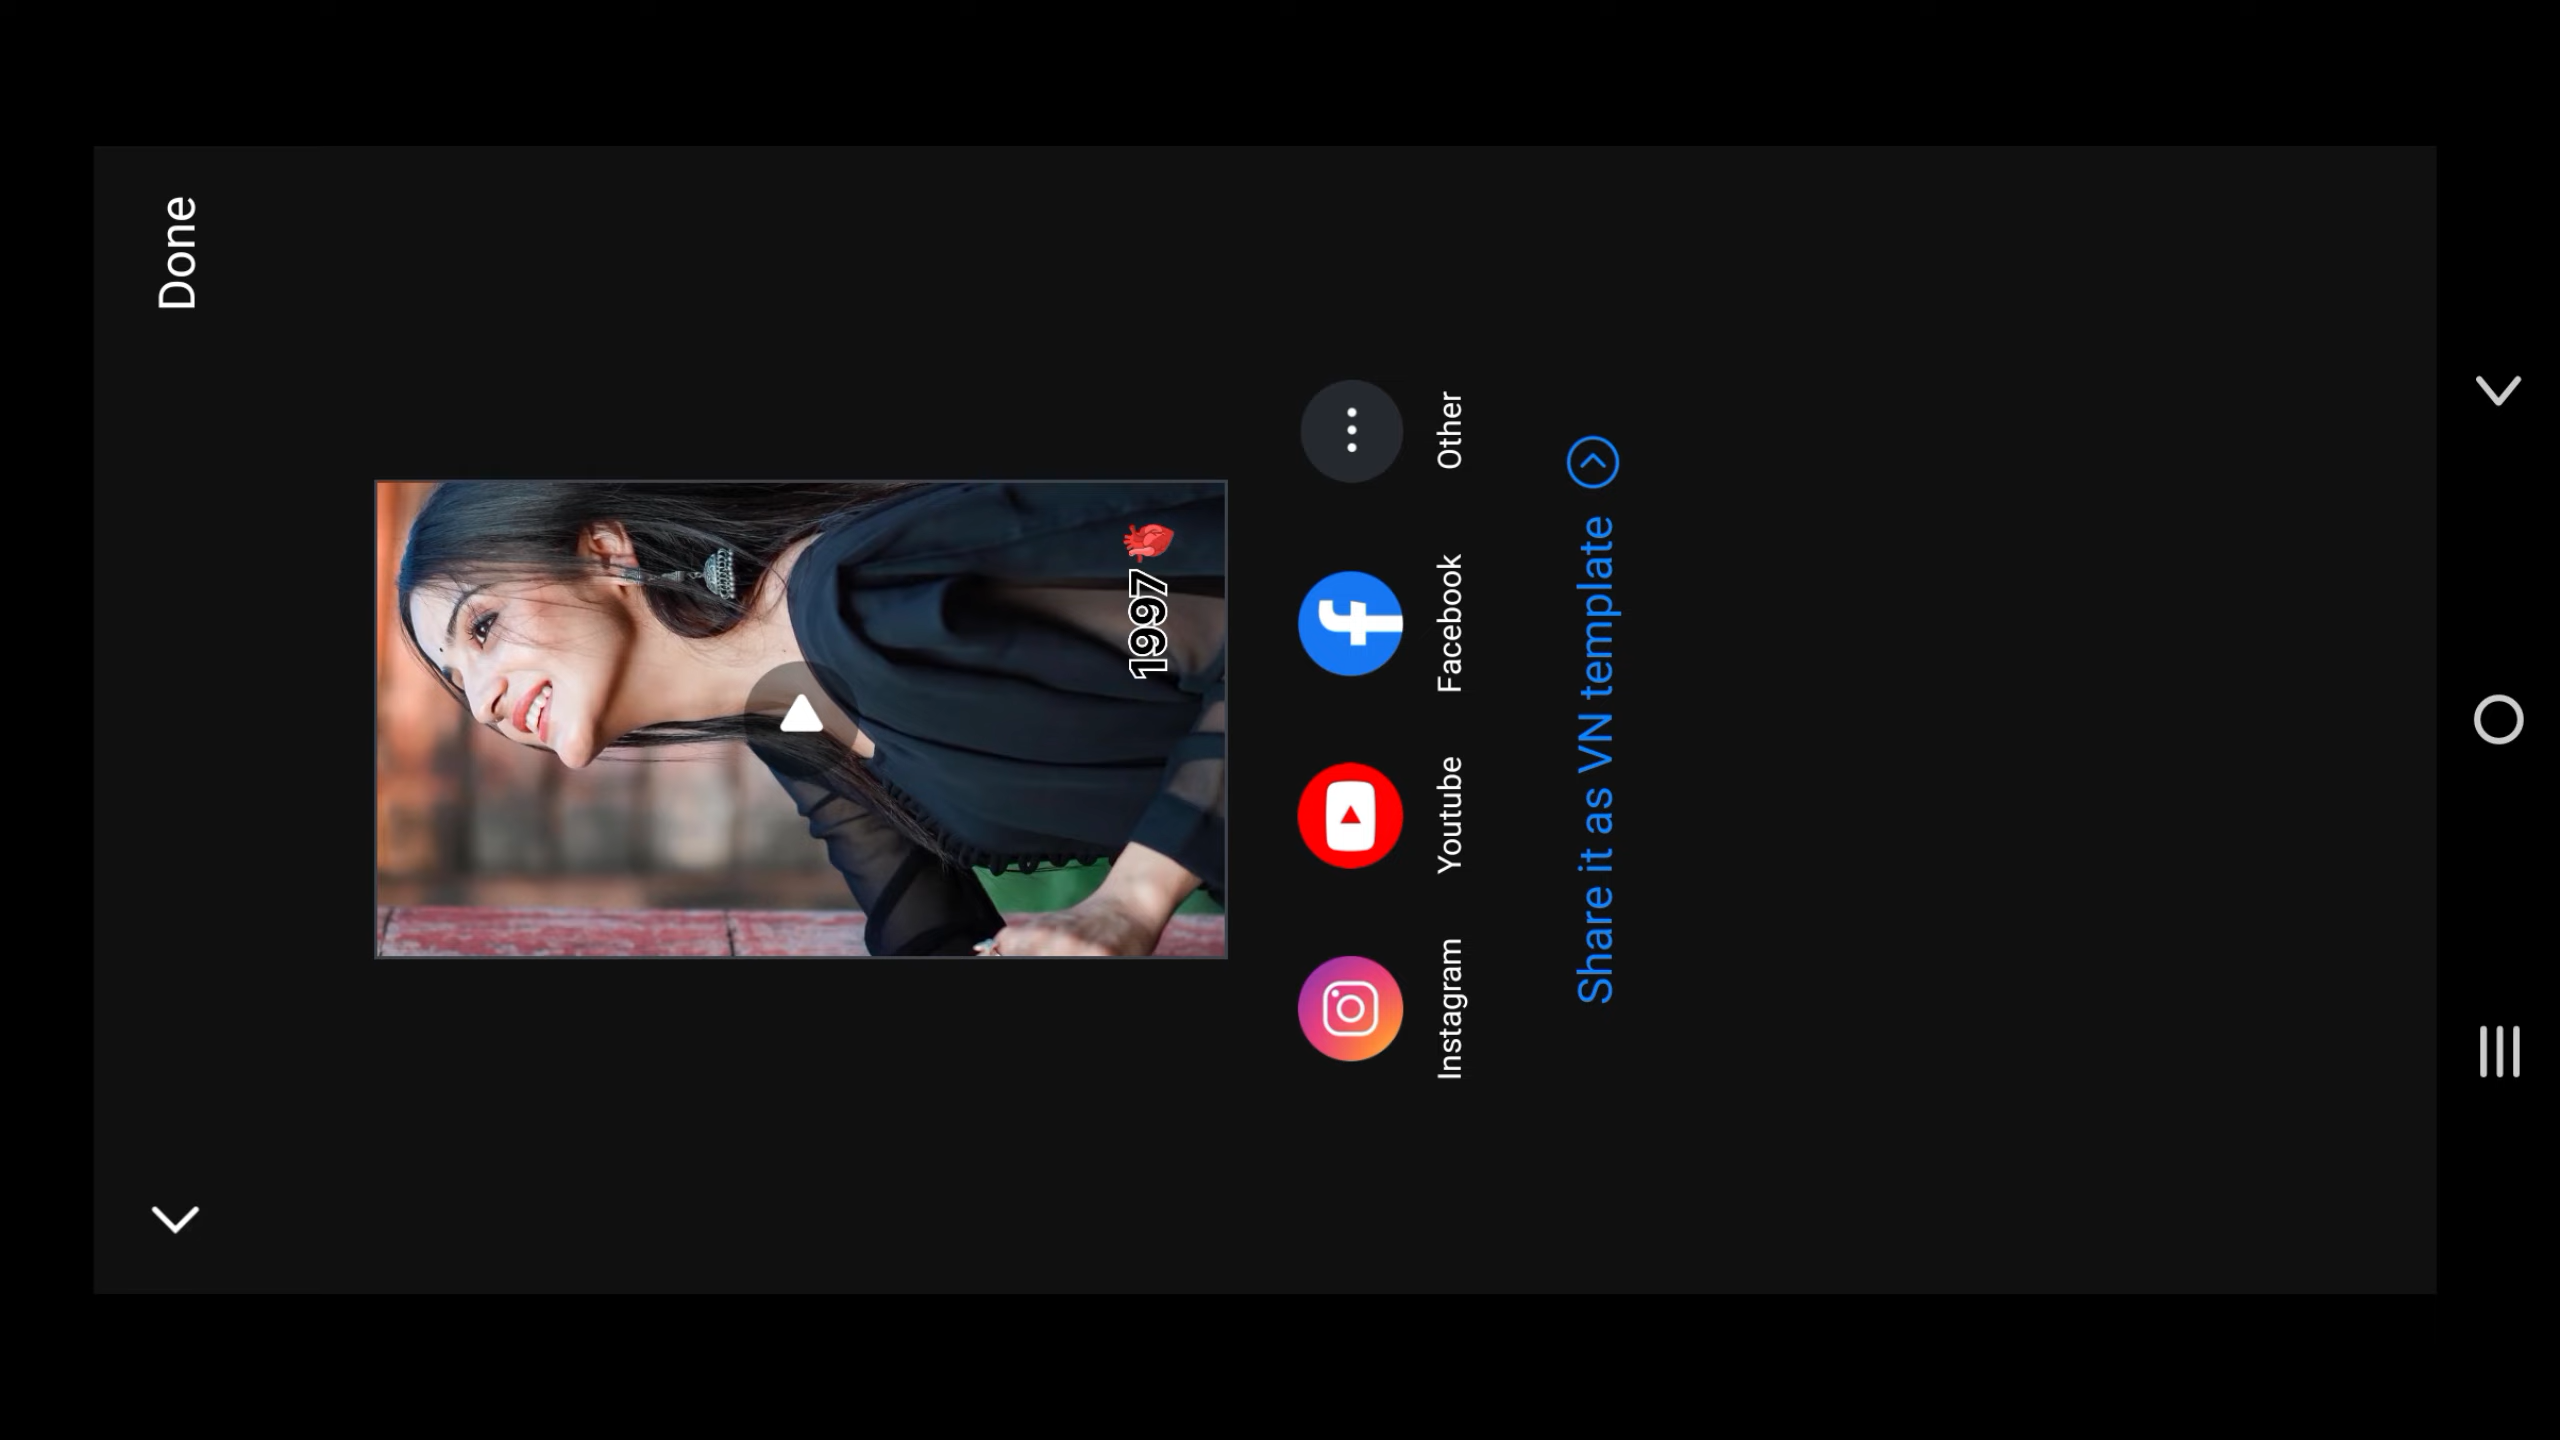 Done
1997🫀
Instagram
Youtube
Facebook
Other
Share it as VN template